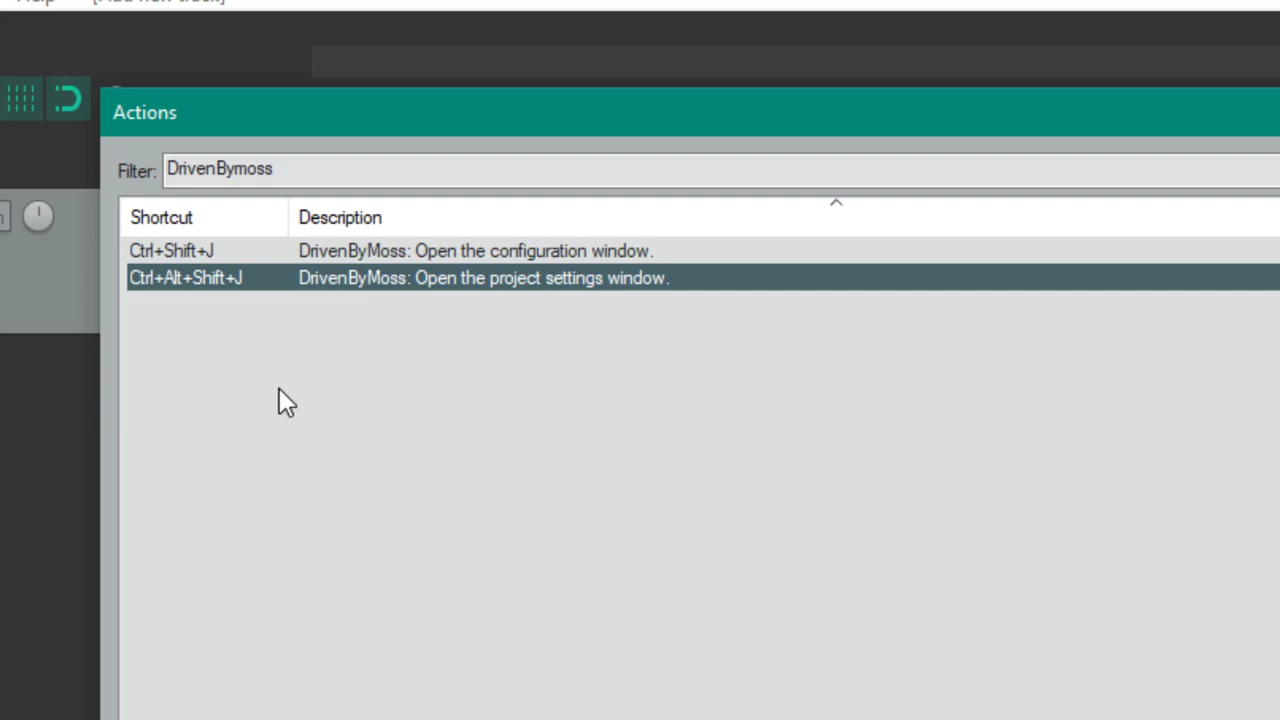 Actions
Filter: DrivenBymoss
Shortcut Description
Ctrl+Shift+J DrivenByMoss: Open the configuration window.
Ctrl+Alt+Shift+J DrivenByMoss: Open the project settings window.